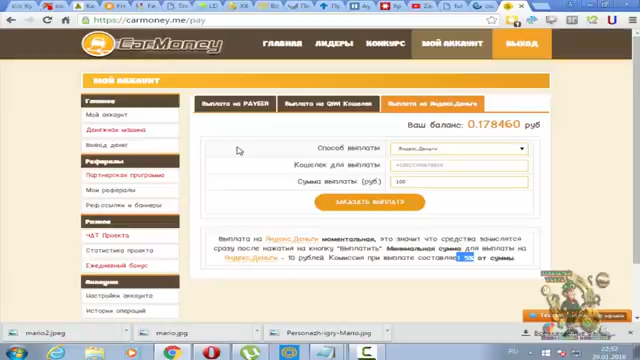 https://carmoney.me/pay
CarMoney
ГЛАВНАЯ
ЛИДЕРЫ
КОНКУРС
МОЙ АККАУНТ
ВЫХОД
МОЙ АККАУНТ
Главное
Мой аккаунт
Денежная машина
Вывод денег
Рефералы
Партнерская программа
Мои рефералы
Реф.ссылки и баннеры
Разное
ЧАТ Проекта
Статистика проекта
Ежедневный бонус
Аккаунт
Настройки аккаунта
История операций
Выплата на PAYEER
Выплата на QIWI Кошелек
Выплата на Яндекс.Деньги
Ваш баланс: 0.178460 руб
Способ выплаты
Яндекс.Деньги
Кошелек для выплаты
Сумма выплаты (руб.)
100
ЗАКАЗАТЬ ВЫПЛАТУ
Выплата на Яндекс.Деньги моментальная, это значит что средства зачислятся
сразу после нажатия на кнопку "Выплатить" Минимальная сумма для выплаты на
Яндекс.Деньги - 10 рублей. Комиссия при выплате составляет 5% от суммы.
mario2.jpeg
mario.jpg
Personazh-igry-Mario.jpg
RU
22:57
29.01.2016